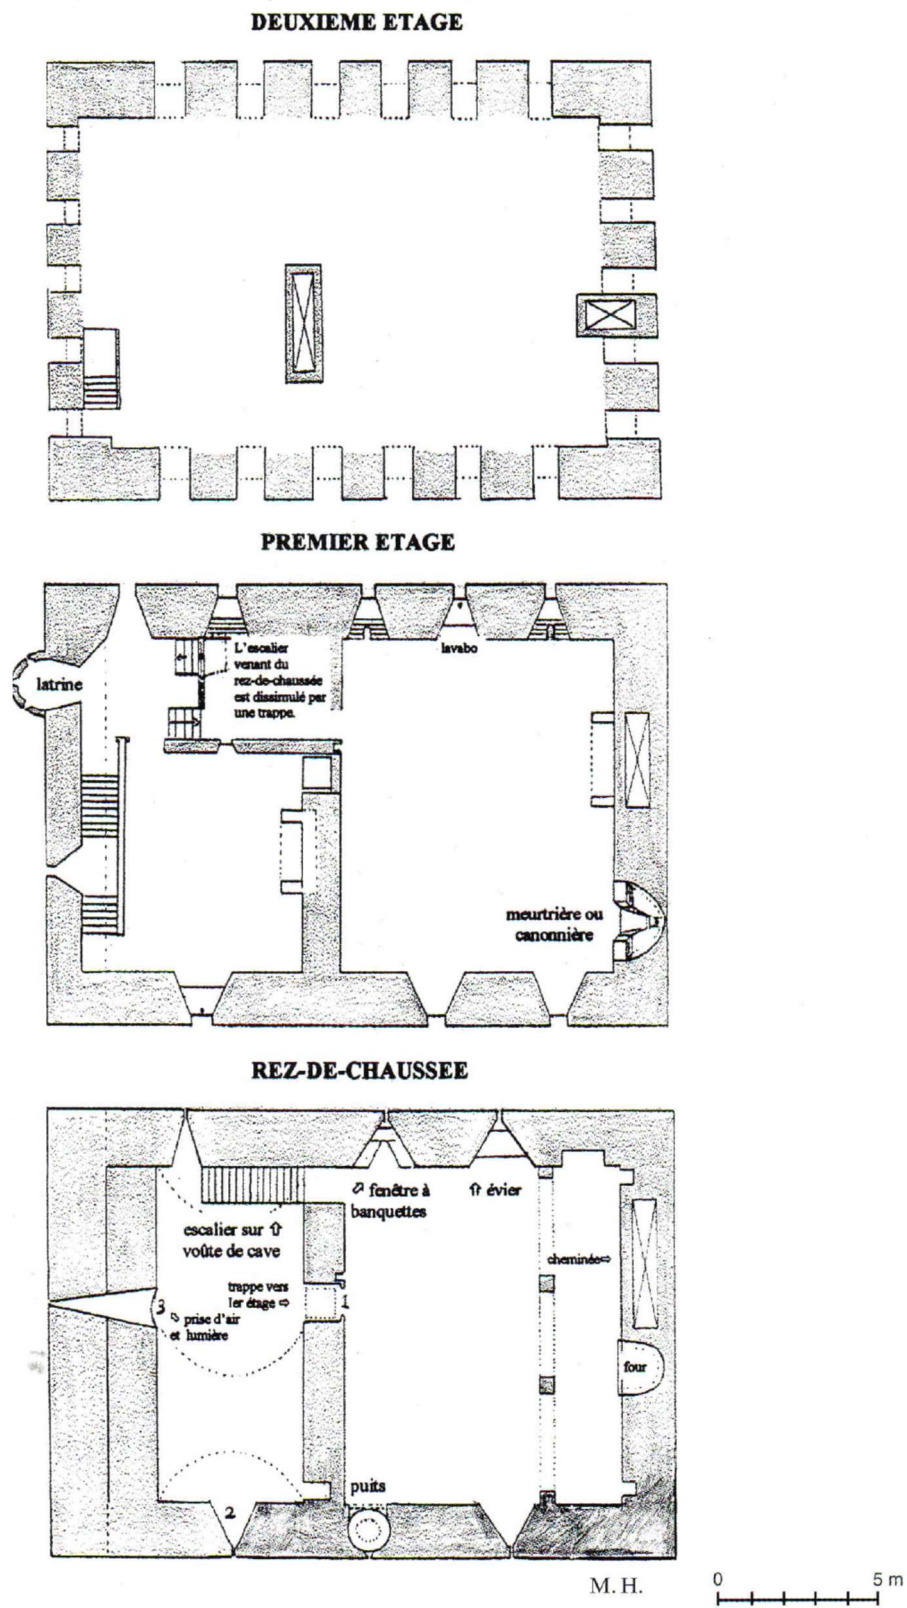 DEUXIEME ETAGE
PREMIER ETAGE
L'escalier
venant du
rez-de-chaussée
est dissimulé par
une trappe.
lavabo
latrine
meurtrière ou
canonnière
REZ-DE-CHAUSSEE
⇗ fenêtre à
banquettes
⇑ évier
escalier sur ⇑
voûte de cave
cheminée⇨
trappe vers
1er étage ⇨
1
3
⇖ prise d'air
et lumière
four
puits
2
M. H.
0 5 m